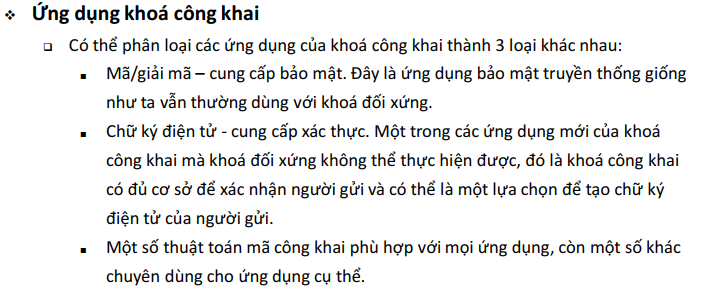 ❖ Ứng dụng khoá công khai
❑ Có thể phân loại các ứng dụng của khoá công khai thành 3 loại khác nhau:
▪ Mã/giải mã – cung cấp bảo mật. Đây là ứng dụng bảo mật truyền thống giống
như ta vẫn thường dùng với khoá đối xứng.
▪ Chữ ký điện tử - cung cấp xác thực. Một trong các ứng dụng mới của khoá
công khai mà khoá đối xứng không thể thực hiện được, đó là khoá công khai
có đủ cơ sở để xác nhận người gửi và có thể là một lựa chọn để tạo chữ ký
điện tử của người gửi.
▪ Một số thuật toán mã công khai phù hợp với mọi ứng dụng, còn một số khác
chuyên dùng cho ứng dụng cụ thể.